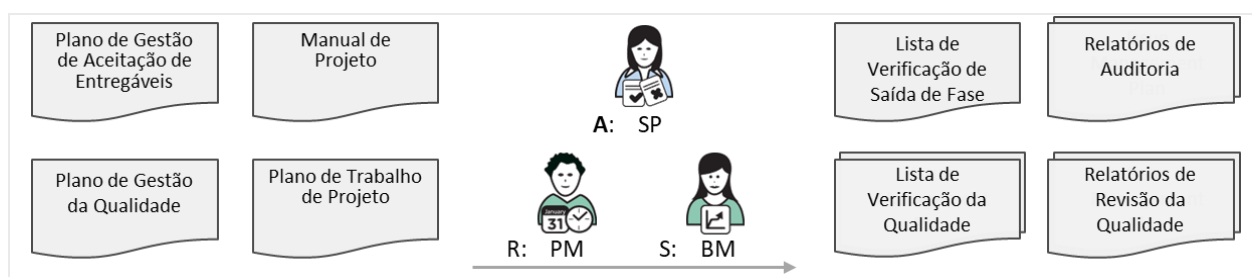 Plano de Gestão
de Aceitação de
Entregáveis
Manual de
Projeto
Plano de Gestão
da Qualidade
Plano de Trabalho
de Projeto
A: SP
January
31
R: PM
S: BM
Lista de
Verificação de
Saída de Fase
Relatórios de
Auditoria
Lista de
Verificação da
Qualidade
Relatórios de
Revisão da
Qualidade